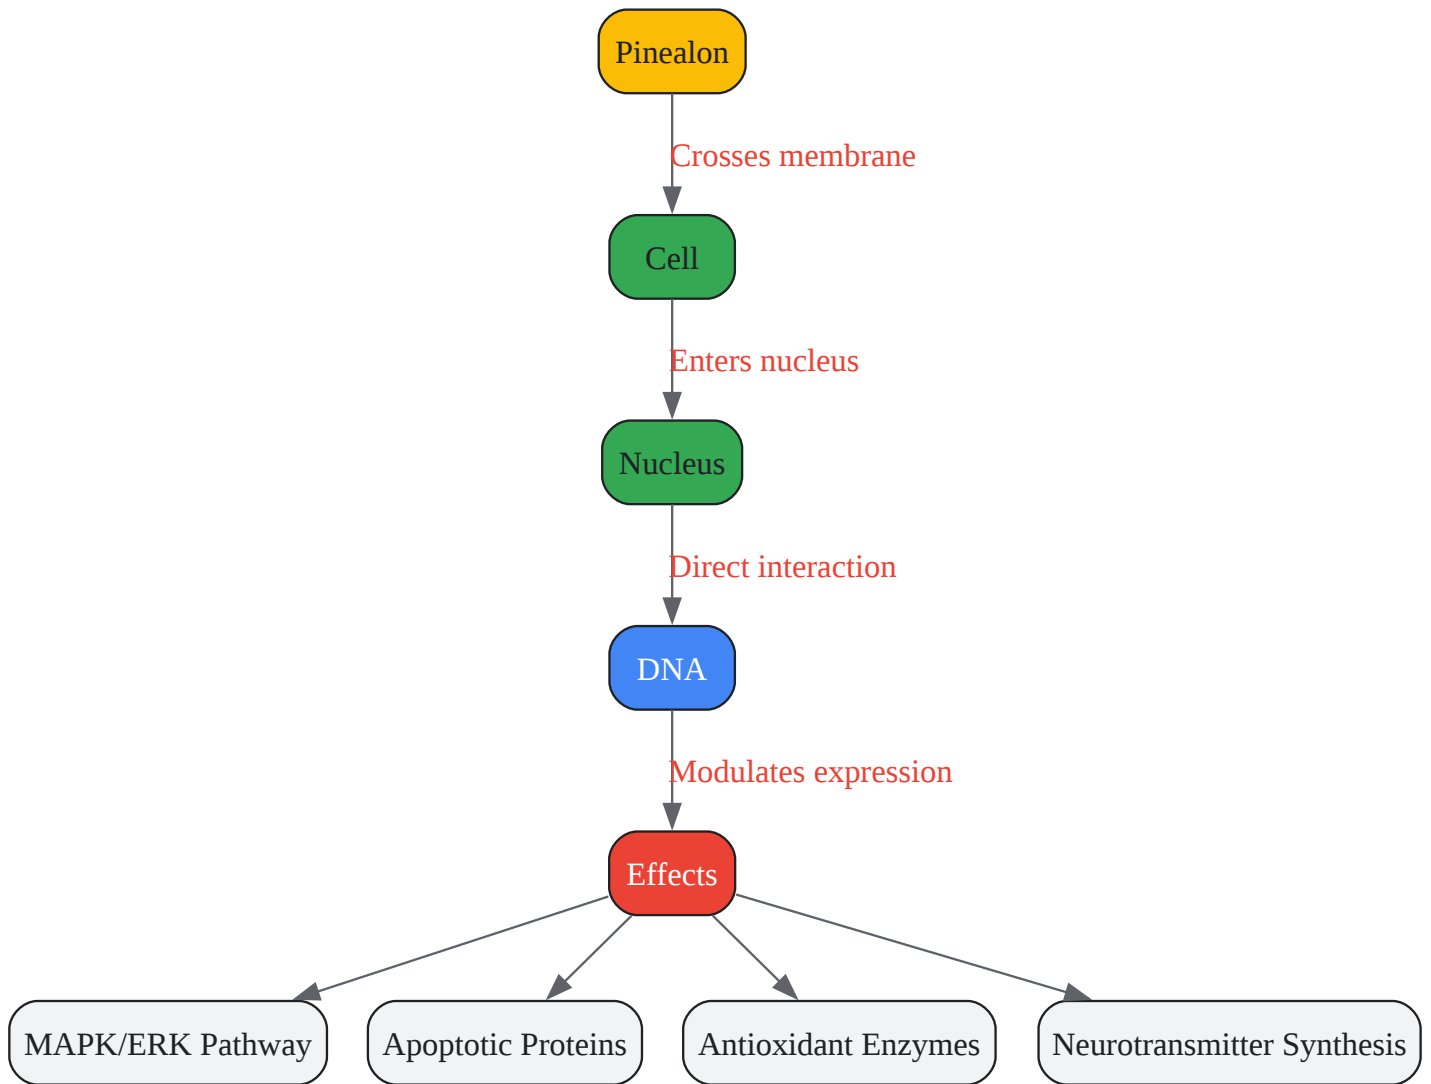 Pinealon
Crosses membrane
Cell
Enters nucleus
Nucleus
Direct interaction
DNA
Modulates expression
Effects
MAPK/ERK Pathway
Apoptotic Proteins
Antioxidant Enzymes
Neurotransmitter Synthesis